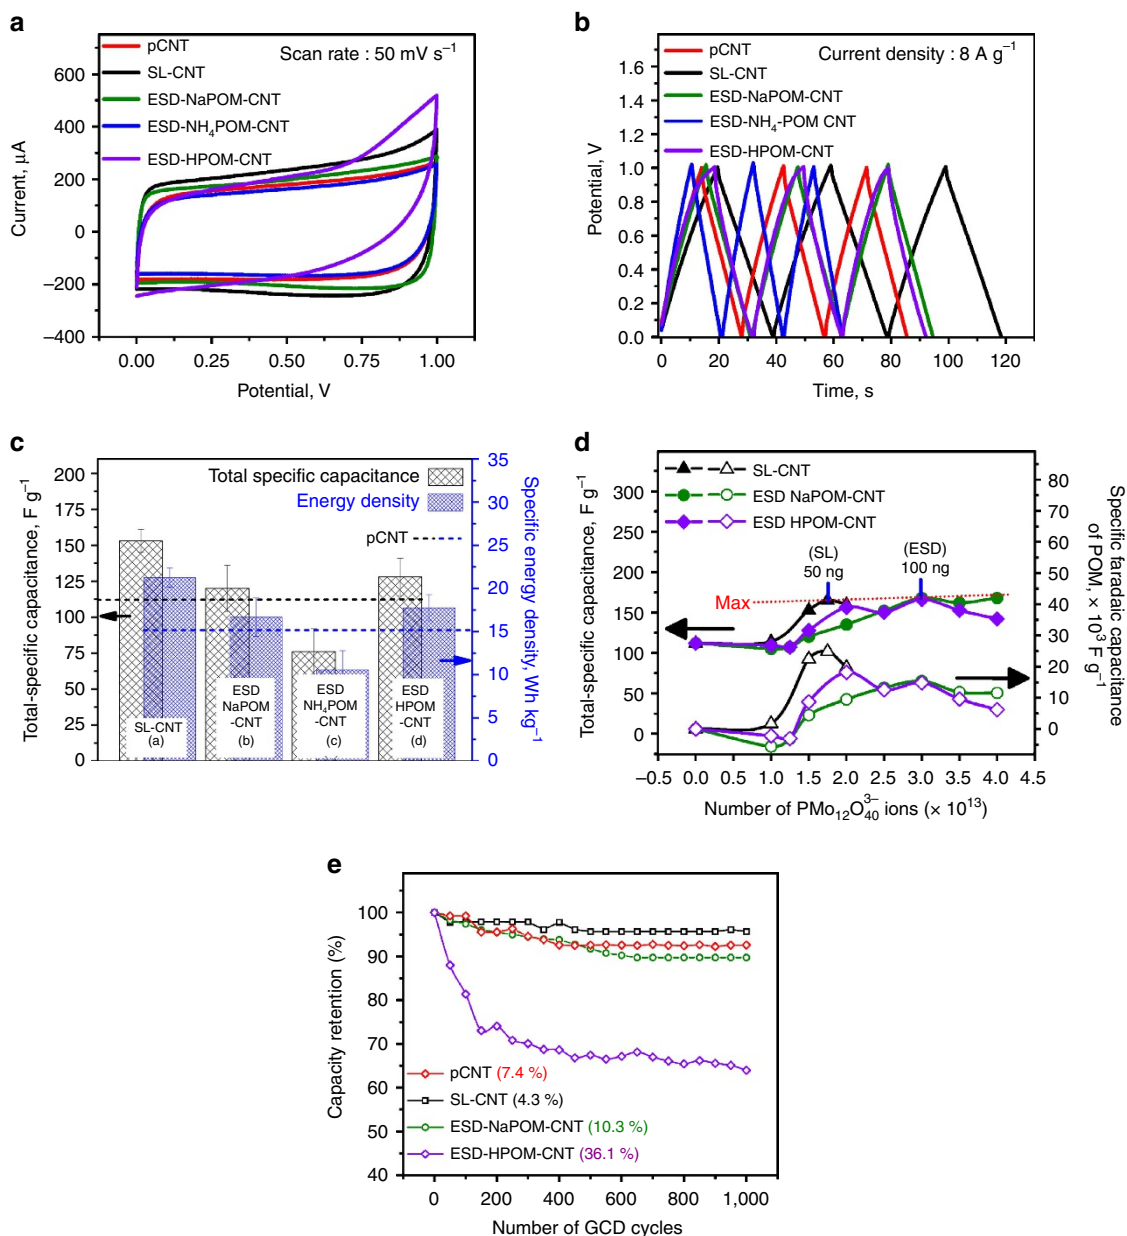 a
pCNT
SL-CNT
ESD-NaPOM-CNT
ESD-NH4POM-CNT
ESD-HPOM-CNT
Scan rate : 50 mV s–1
Current, µA
600
400
200
0
–200
–400
0.00 0.25 0.50 0.75 1.00
Potential, V
b
pCNT
SL-CNT
ESD-NaPOM-CNT
ESD-NH4-POM CNT
ESD-HPOM-CNT
Current density : 8 A g–1
Potential, V
1.6
1.4
1.2
1.0
0.8
0.6
0.4
0.2
0.0
0 20 40 60 80 100 120
Time, s
c
Total specific capacitance
Energy density
pCNT
Total-specific capacitance, F g–1
200
175
150
125
100
75
50
25
0
Specific energy density, Wh kg–1
35
30
25
20
15
10
5
0
SL-CNT
(a)
ESD
NaPOM
-CNT
(b)
ESD
NH4POM
-CNT
(c)
ESD
HPOM
-CNT
(d)
d
SL-CNT
ESD NaPOM-CNT
ESD HPOM-CNT
(SL)
50 ng
(ESD)
100 ng
Max
Total-specific capacitance, F g–1
300
250
200
150
100
50
0
Specific faradaic capacitance
of POM, × 10³ F g–1
80
70
60
50
40
30
20
10
0
–0.5 0.0 0.5 1.0 1.5 2.0 2.5 3.0 3.5 4.0 4.5
Number of PMo12O40 3– ions (× 10¹³)
e
Capacity retention (%)
100
90
80
70
60
50
40
pCNT (7.4 %)
SL-CNT (4.3 %)
ESD-NaPOM-CNT (10.3 %)
ESD-HPOM-CNT (36.1 %)
0 200 400 600 800 1,000
Number of GCD cycles